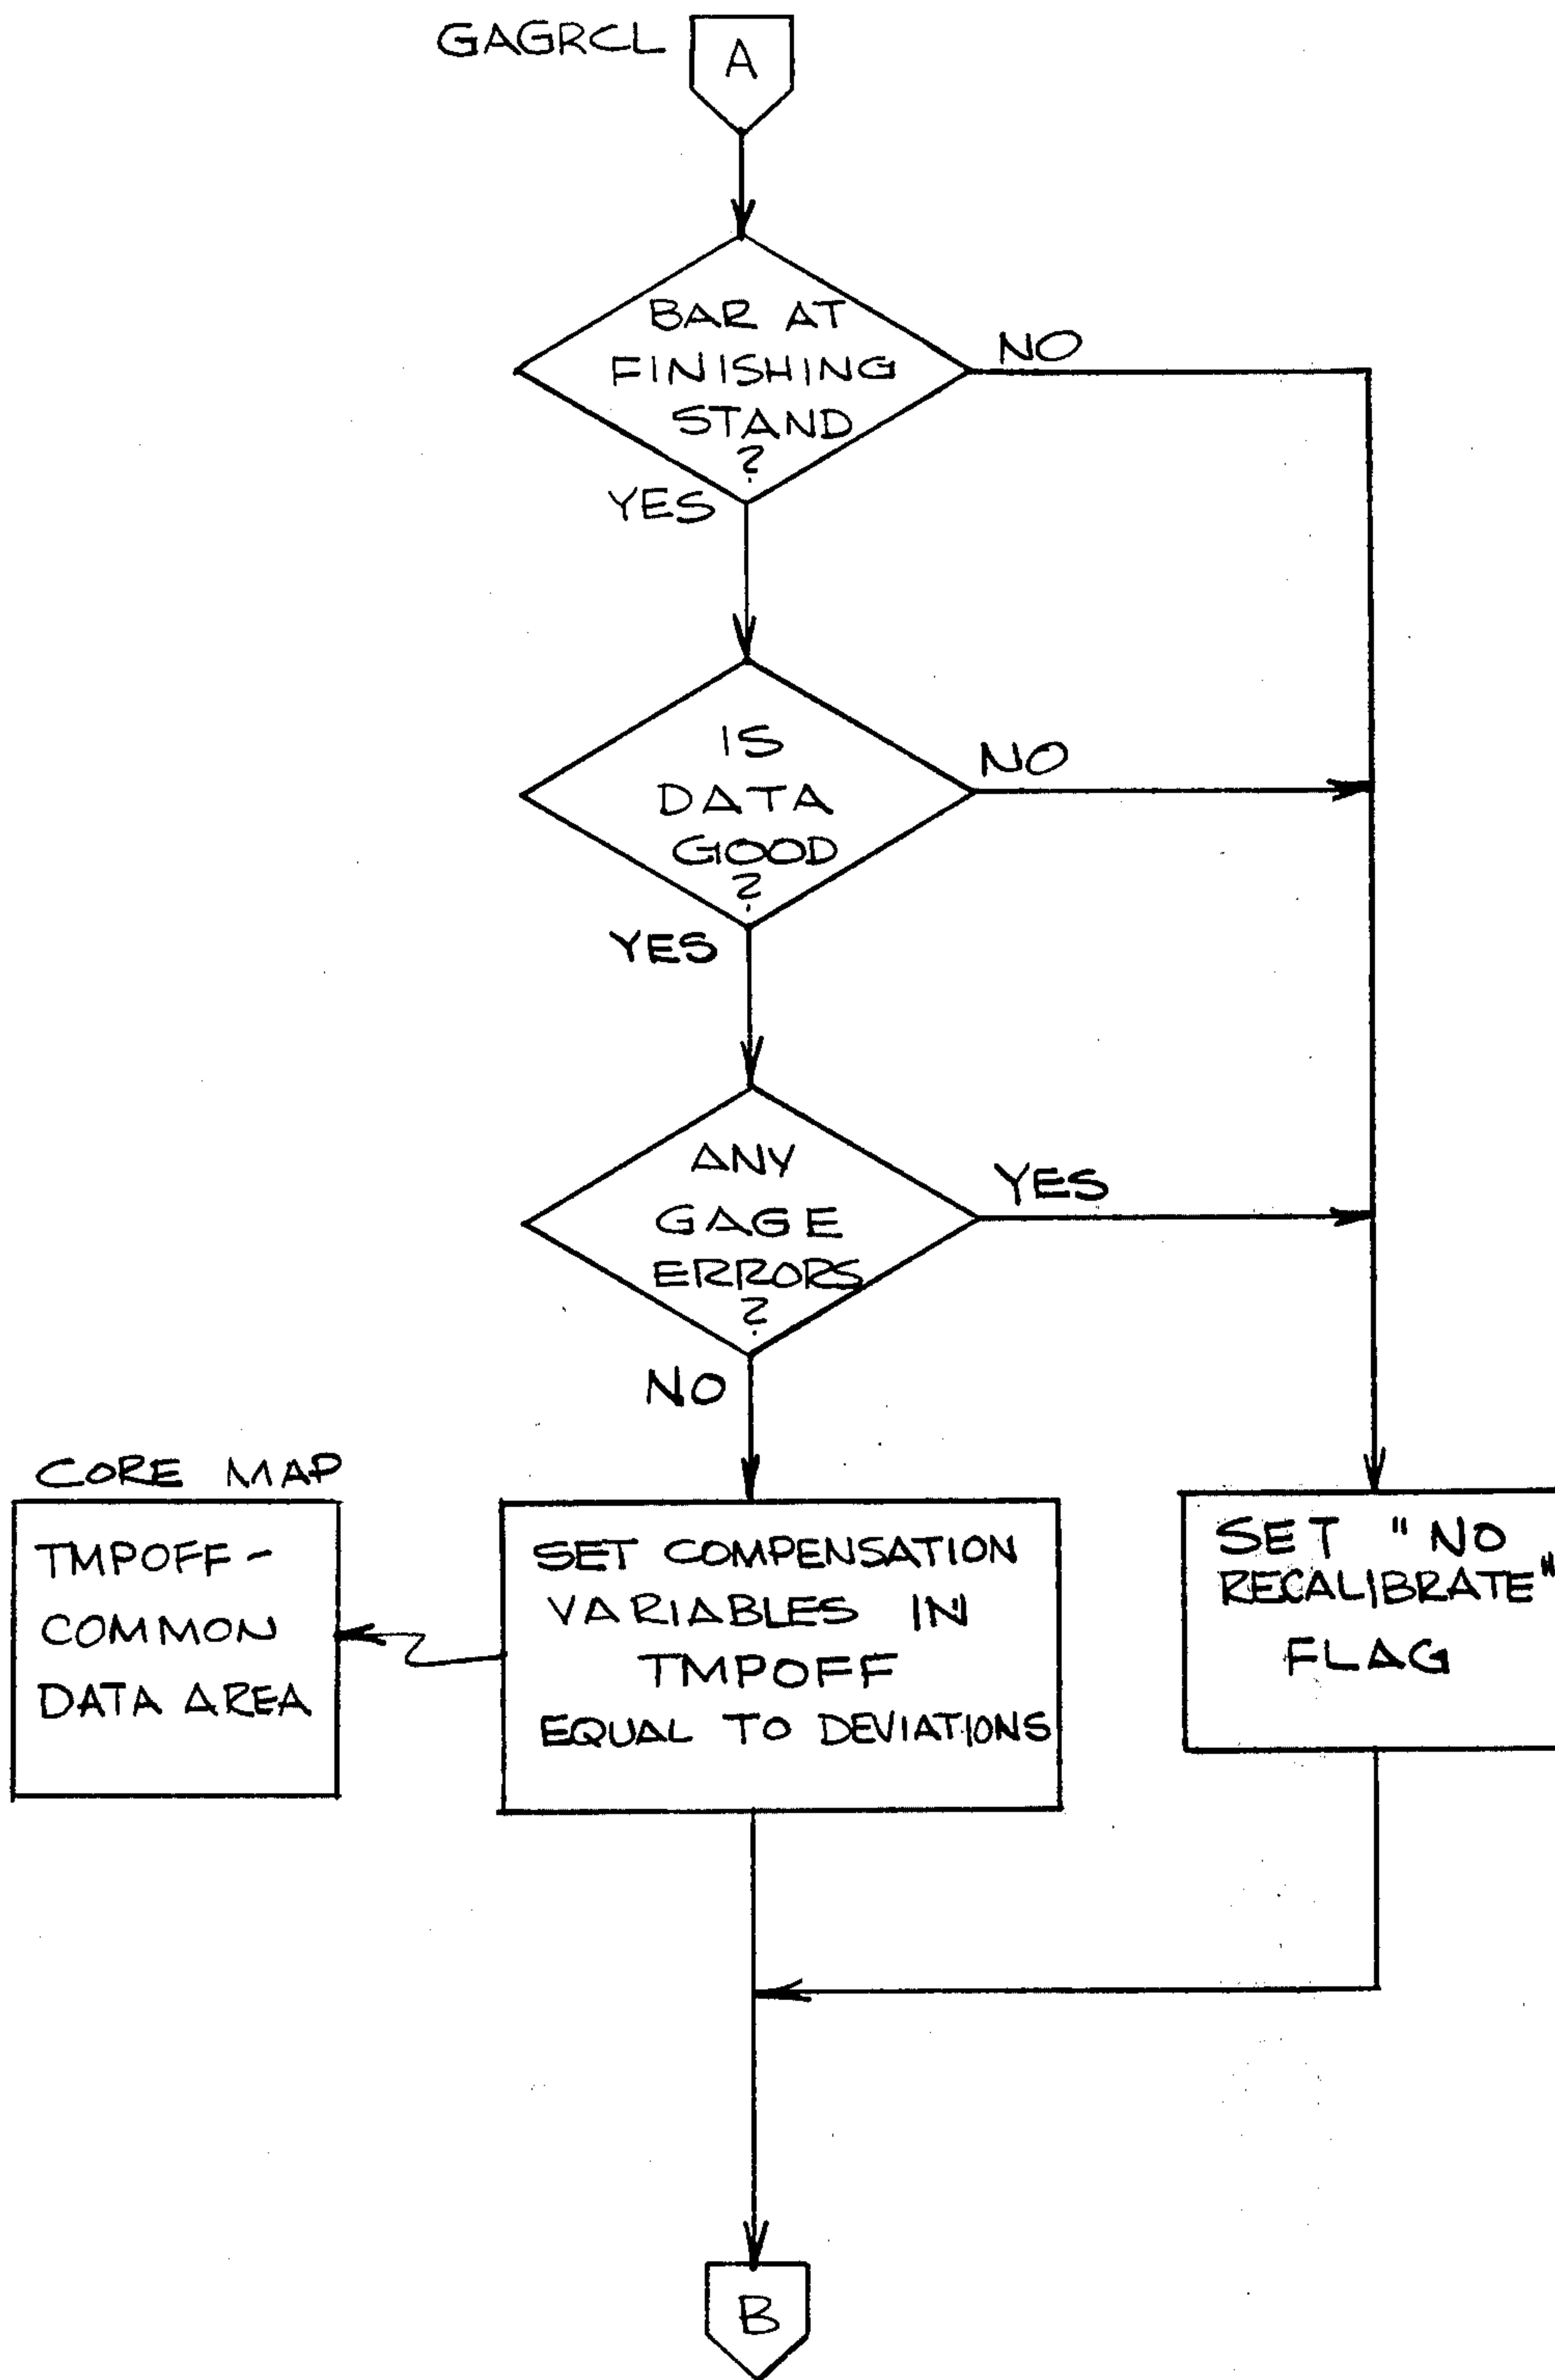 GAGRCL
A
BAR AT
FINISHING
STAND
?
NO
YES
IS
DATA
GOOD
?
NO
YES
ANY
GAGE
ERRORS
?
YES
NO
CORE MAP
TMPOFF-
COMMON
DATA AREA
SET COMPENSATION
VARIABLES IN
TMPOFF
EQUAL TO DEVIATIONS
SET "NO
RECALIBRATE"
FLAG
B